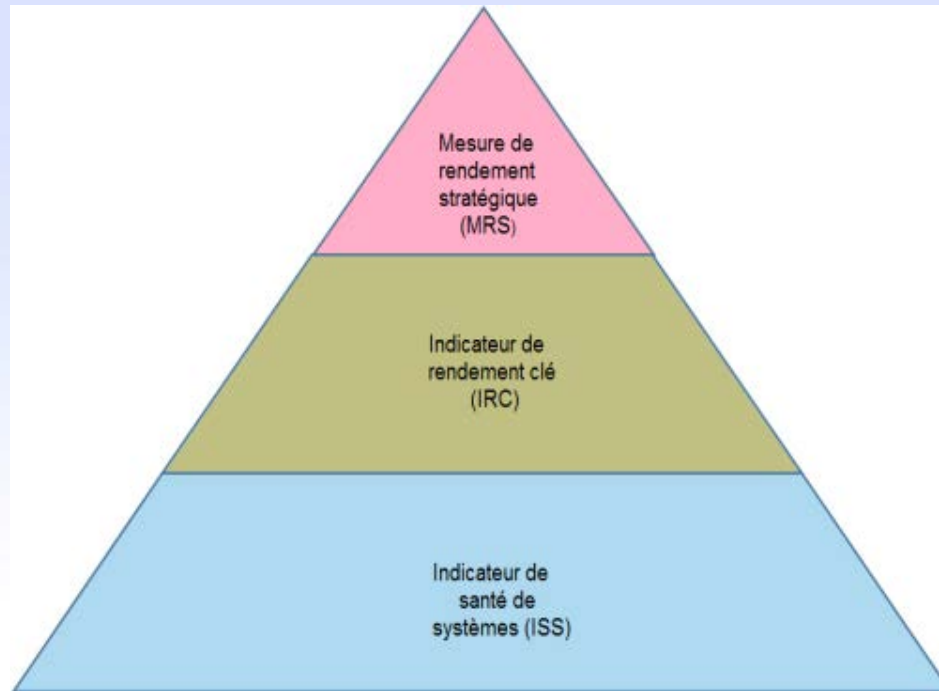 Mesure de
rendement
stratégique
(MRS)
Indicateur de
rendement clé
(IRC)
Indicateur de
santé de
systèmes (ISS)